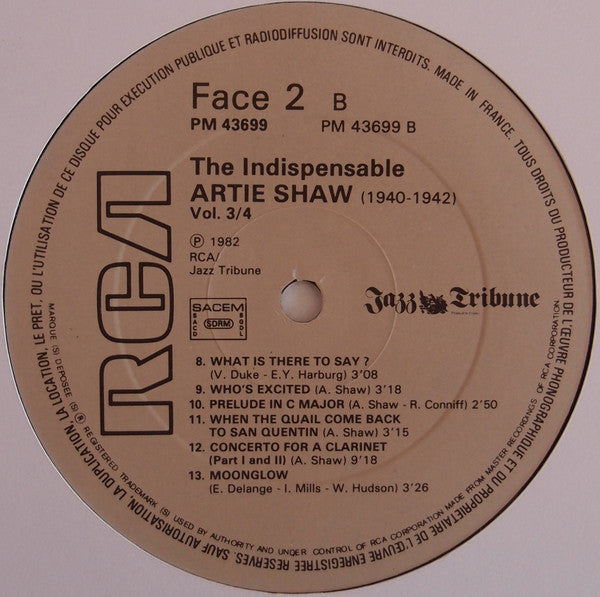 Face 2 B
PM 43699 PM 43699 B
The Indispensable
ARTIE SHAW (1940-1942)
Vol. 3/4
Ⓟ 1982
RCA/
Jazz Tribune
RCA
SACEM
SACD SDRM SGDL
Jazz Tribune
8. WHAT IS THERE TO SAY ?
(V. Duke - E.Y. Harburg) 3'08
9. WHO'S EXCITED (A. Shaw) 3'18
10. PRELUDE IN C MAJOR (A. Shaw - R. Conniff) 2'50
11. WHEN THE QUAIL COME BACK
TO SAN QUENTIN (A. Shaw) 3'15
12. CONCERTO FOR A CLARINET
(Part I and II) (A. Shaw) 9'18
13. MOONGLOW
(E. Delange - I. Mills - W. Hudson) 3'26
MADE IN FRANCE. TOUS DROITS DU PRODUCTEUR DE L'ŒUVRE PHONOGRAPHIQUE ET DU PROPRIETAIRE DE L'ŒUVRE ENREGISTREE RESERVES. SAUF AUTORISATION, LA DUPLICATION, LA LOCATION, LE PRET, OU L'UTILISATION DE CE DISQUE POUR EXECUTION PUBLIQUE ET RADIODIFFUSION SONT INTERDITS.
MARQUE (S) DEPOSEE (S) ® REGISTERED TRADEMARK (S) USED BY AUTHORITY AND UNDER CONTROL OF RCA CORPORATION MADE FROM MASTER RECORDINGS OF RCA CORPORATION